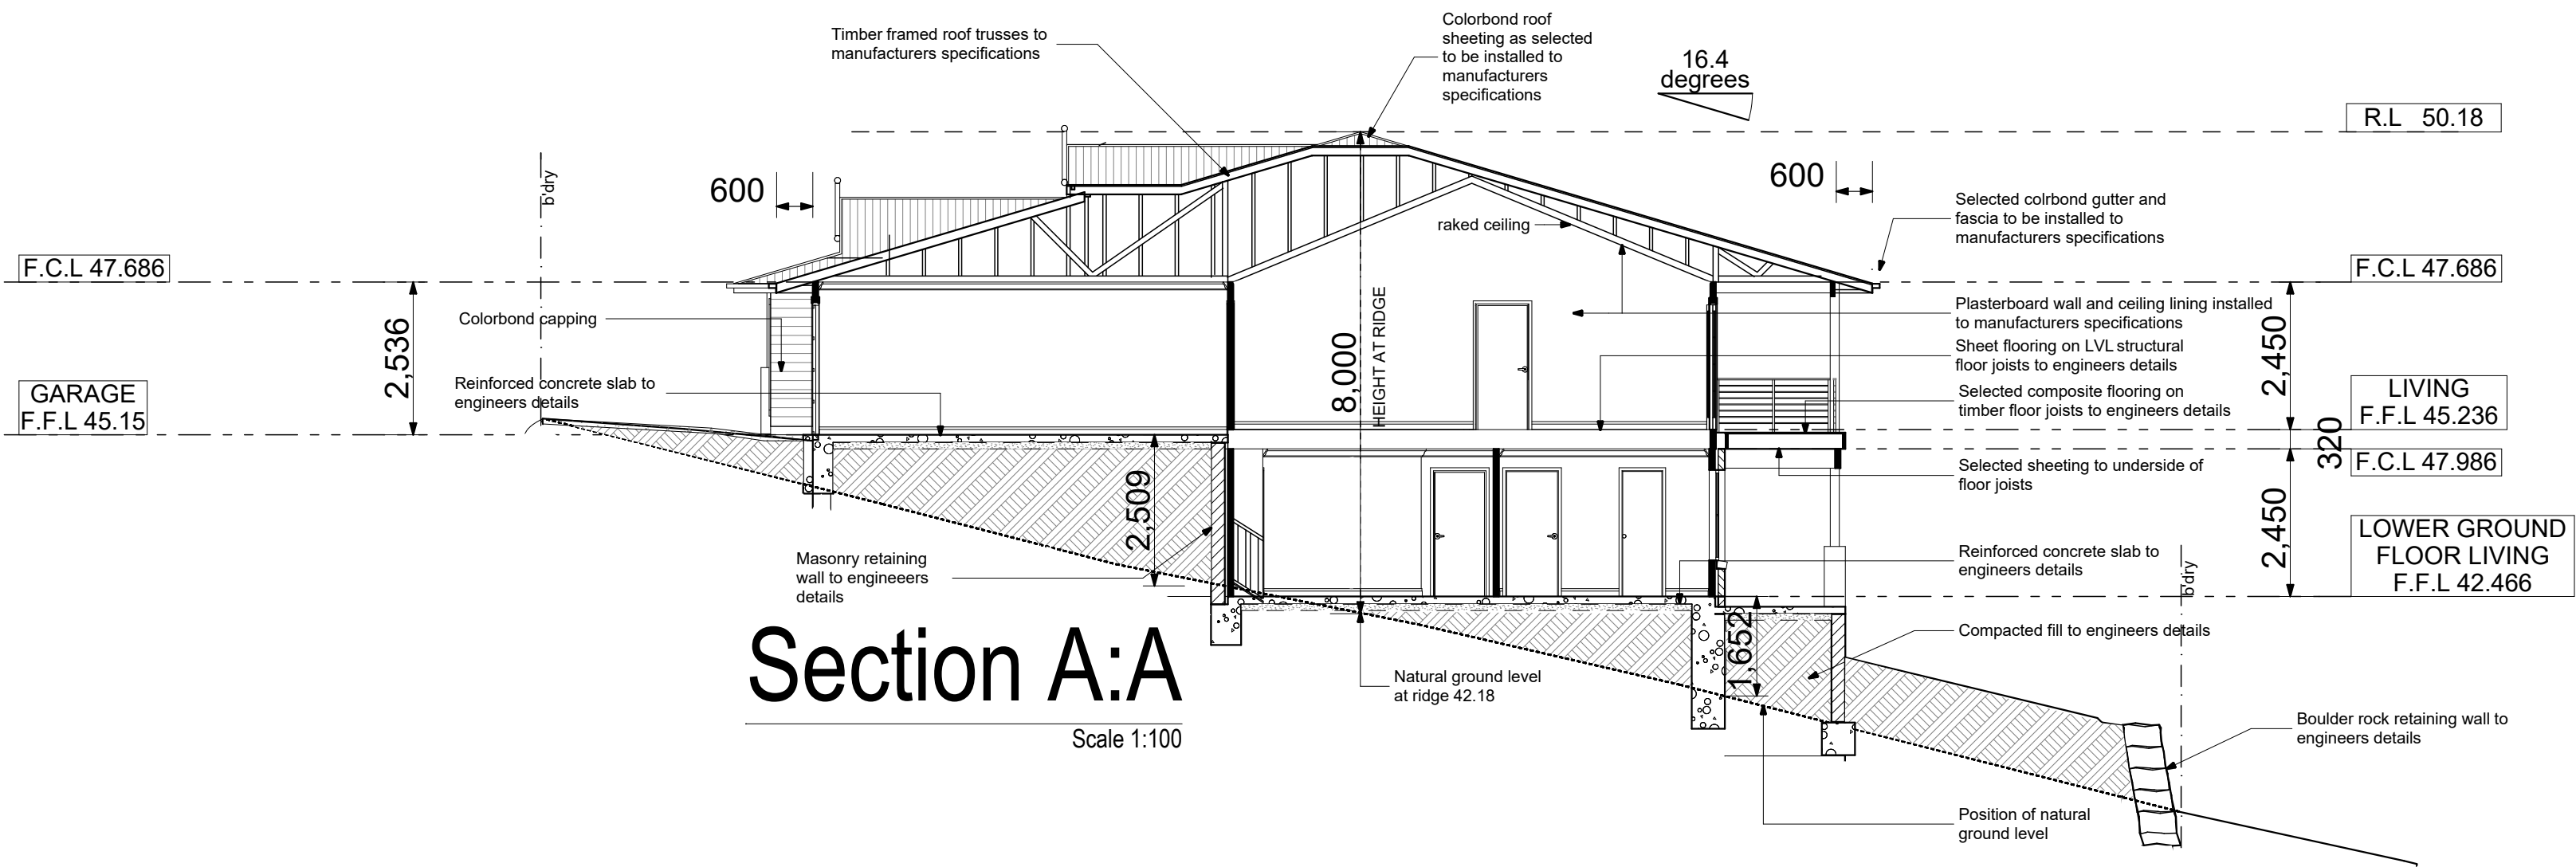 Timber framed roof trusses to
manufacturers specifications
Colorbond roof
sheeting as selected
to be installed to
manufacturers
specifications
16.4
degrees
R.L 50.18
b'dry
600
600
Selected colrbond gutter and
fascia to be installed to
manufacturers specifications
raked ceiling
F.C.L 47.686
F.C.L 47.686
Colorbond capping
2,536
8,000
HEIGHT AT RIDGE
Plasterboard wall and ceiling lining installed
to manufacturers specifications
2,450
Sheet flooring on LVL structural
floor joists to engineers details
Reinforced concrete slab to
engineers details
GARAGE
F.F.L 45.15
Selected composite flooring on
timber floor joists to engineers details
LIVING
F.F.L 45.236
320
F.C.L 47.986
Selected sheeting to underside of
floor joists
2,509
2,450
Masonry retaining
wall to engineeers
details
Reinforced concrete slab to
engineers details
LOWER GROUND
FLOOR LIVING
F.F.L 42.466
b'dry
1,652
Compacted fill to engineers details
Section A:A
Scale 1:100
Natural ground level
at ridge 42.18
Boulder rock retaining wall to
engineers details
Position of natural
ground level